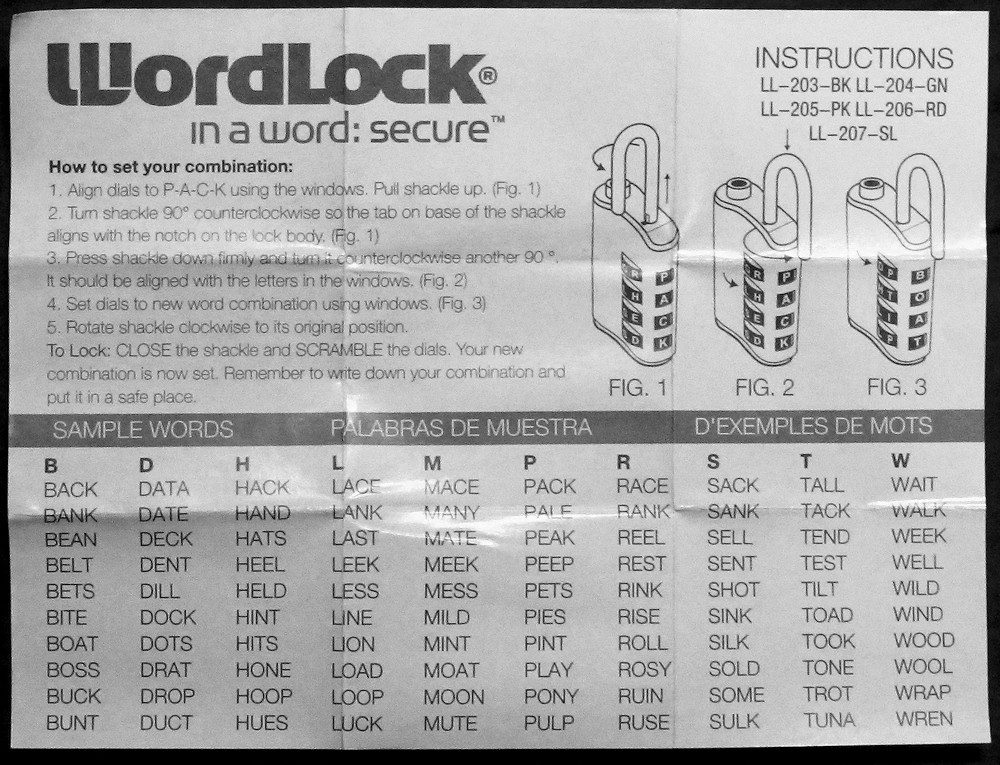 WordLock®
in a word: secure™
INSTRUCTIONS
LL-203-BK LL-204-GN
LL-205-PK LL-206-RD
LL-207-SL
How to set your combination:
1. Align dials to P-A-C-K using the windows. Pull shackle up. (Fig. 1)
2. Turn shackle 90° counterclockwise so the tab on base of the shackle
aligns with the notch on the lock body. (Fig. 1)
3. Press shackle down firmly and turn it counterclockwise another 90 °.
It should be aligned with the letters in the windows. (Fig. 2)
4. Set dials to new word combination using windows. (Fig. 3)
5. Rotate shackle clockwise to its original position.
To Lock: CLOSE the shackle and SCRAMBLE the dials. Your new
combination is now set. Remember to write down your combination and
put it in a safe place.
R P
H A
E C
D K
FIG. 1
R P
H A
E C
D K
FIG. 2
P B
T O
I A
P T
FIG. 3
SAMPLE WORDS PALABRAS DE MUESTRA D'EXEMPLES DE MOTS
B D H L M P R S T W
BACK DATA HACK LACE MACE PACK RACE SACK TALL WAIT
BANK DATE HAND LANK MANY PALE RANK SANK TACK WALK
BEAN DECK HATS LAST MATE PEAK REEL SELL TEND WEEK
BELT DENT HEEL LEEK MEEK PEEP REST SENT TEST WELL
BETS DILL HELD LESS MESS PETS RINK SHOT TILT WILD
BITE DOCK HINT LINE MILD PIES RISE SINK TOAD WIND
BOAT DOTS HITS LION MINT PINT ROLL SILK TOOK WOOD
BOSS DRAT HONE LOAD MOAT PLAY ROSY SOLD TONE WOOL
BUCK DROP HOOP LOOP MOON PONY RUIN SOME TROT WRAP
BUNT DUCT HUES LUCK MUTE PULP RUSE SULK TUNA WREN